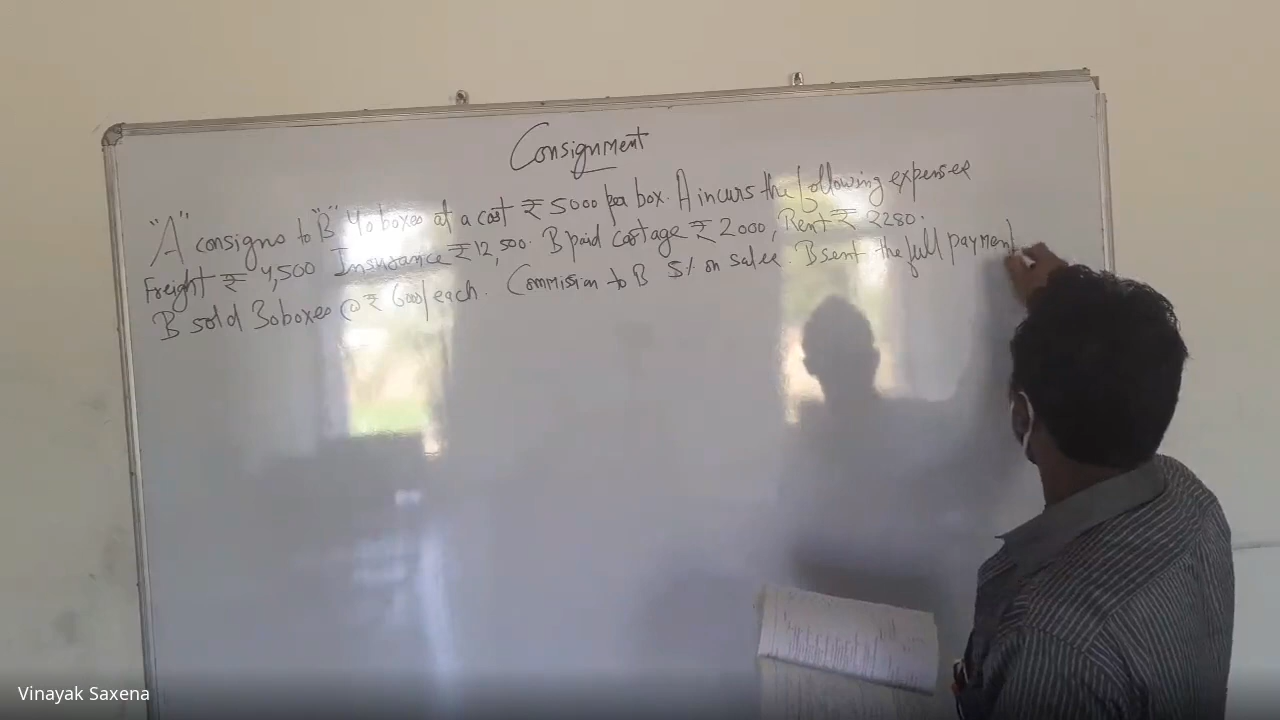 Consignment
"A" consigns to "B" 40 boxes at a cost ₹ 5000 per box. A incurs the following expenses
Freight ₹ 4,500 Insurance ₹ 12,500. B paid cartage ₹ 2000, Rent ₹ 2280.
B sold 30 boxes @ ₹ 6000/each. Commission to B 5% on sales. B sent the full payment
Vinayak Saxena